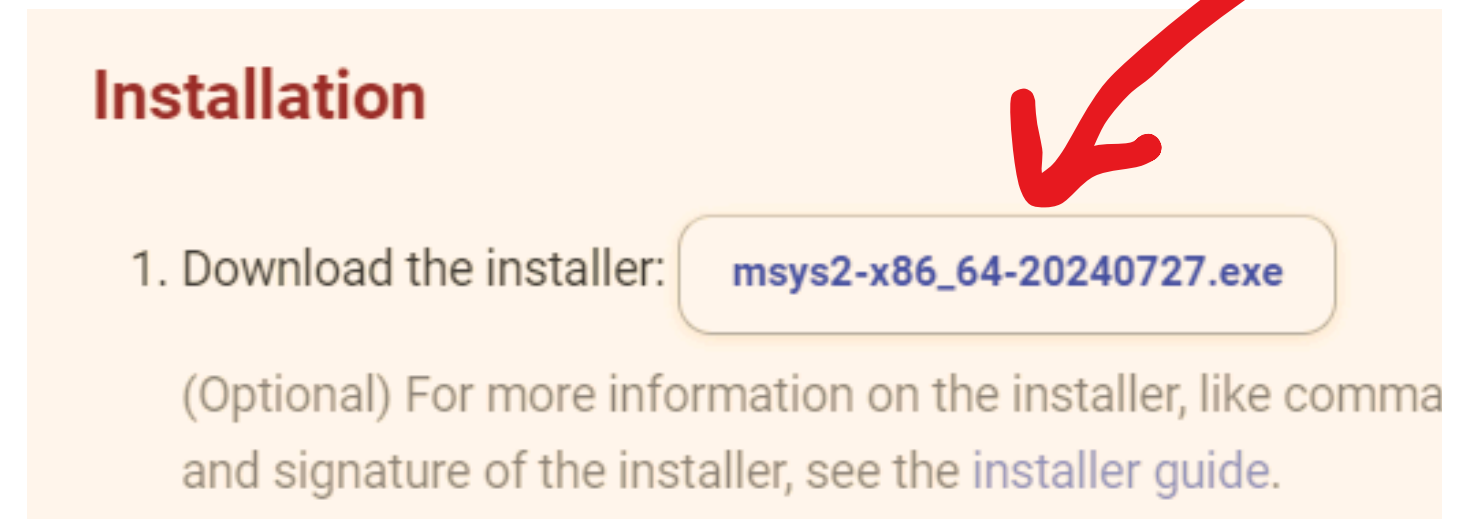 Installation
1. Download the installer: msys2-x86_64-20240727.exe
(Optional) For more information on the installer, like comma
and signature of the installer, see the installer guide.